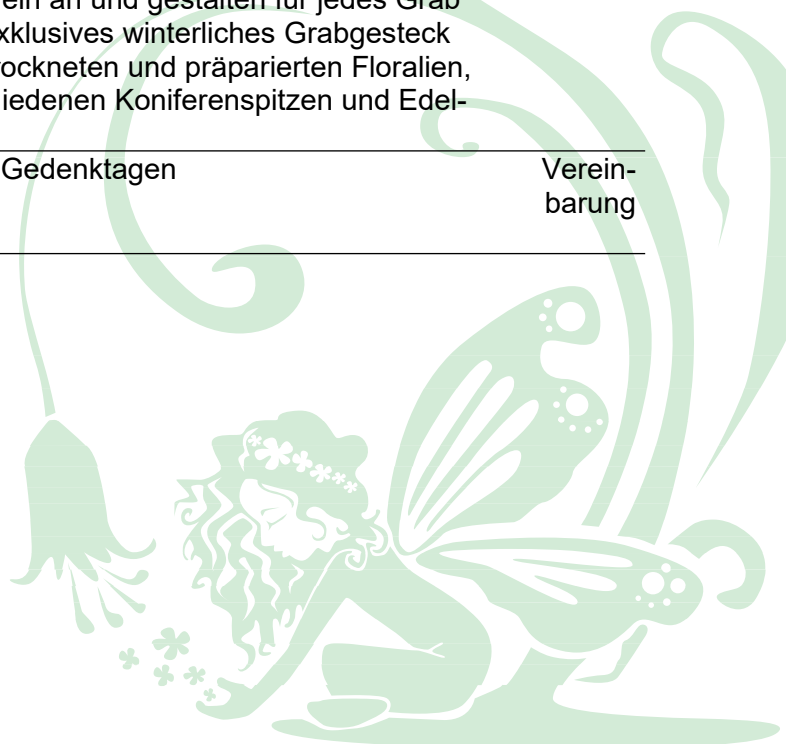 ein an und gestalten für jedes Grab
xklusives winterliches Grabgesteck
rockneten und präparierten Floralien,
iedenen Koniferenspitzen und Edel-
Gedenktagen Verein-
barung